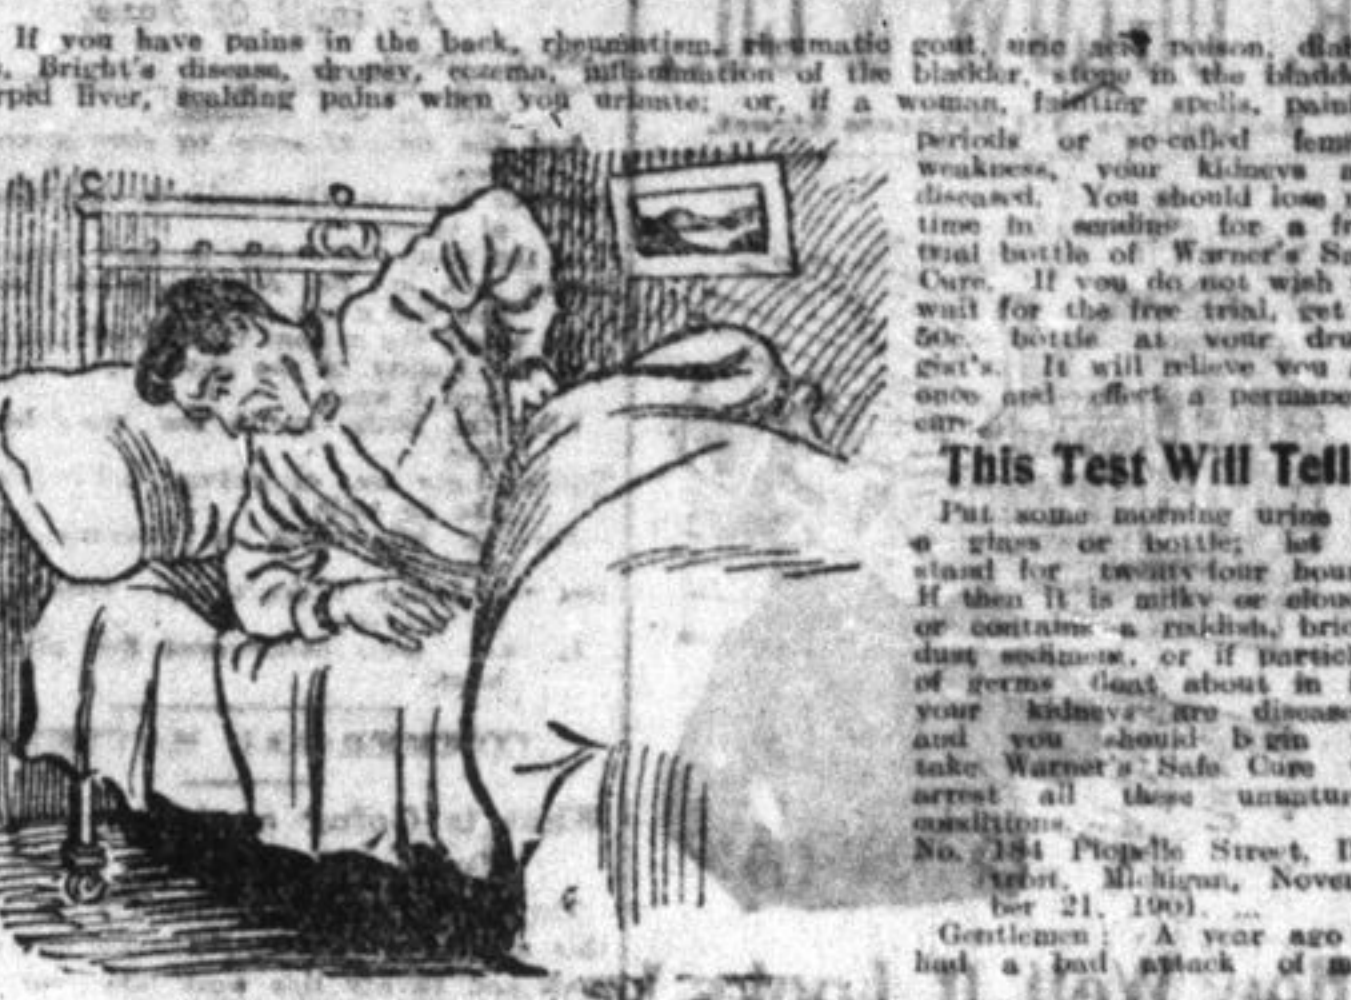 If you have pains in the back, rheumatism, rheumatic gout, uric acid poison,
Bright's disease, dropsy, eczema, inflammation of the bladder, stone in the
liver, scalding pains when you urinate; or, if a woman, fainting spells,
periods or so-called
weakness, your kidneys
diseased. You should lose
time in sending for a
trial bottle of Warner's
Cure. If you do not wish
wait for the free trial, get
50c. bottle at your
gist's. It will relieve you
once and effect a
cure.
This Test Will Tell
Put some morning urine
a glass or bottle; let
stand for twenty-four
If then it is milky or
or contains a reddish,
dust sediment, or if
of germs float about in
your kidneys are
and you should begin
take Warner's Safe Cure
arrest all these
conditions.
No. 184 Street,
Michigan,
ber 21, 1901.
Gentlemen: A year ago
had a bad attack of